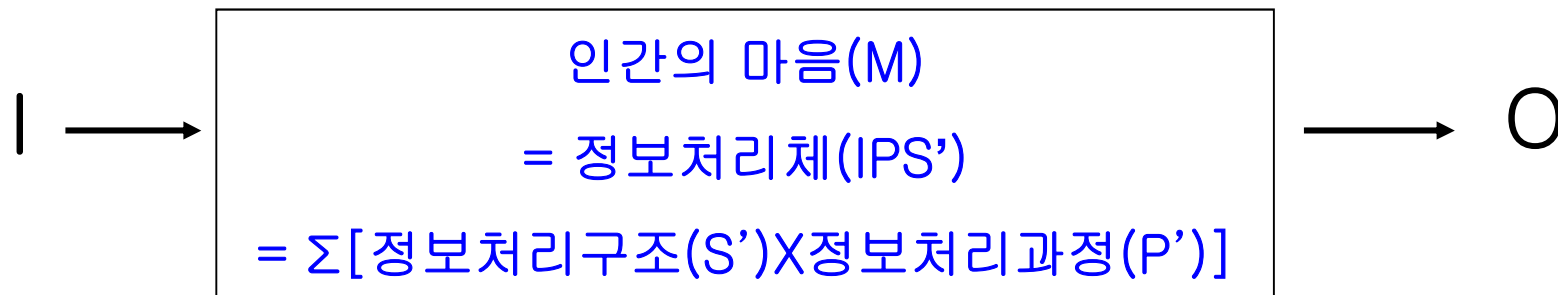 인간의 마음(M)
I
= 정보처리체(IPS’)
O
= Σ[정보처리구조(S’)X정보처리과정(P’)]